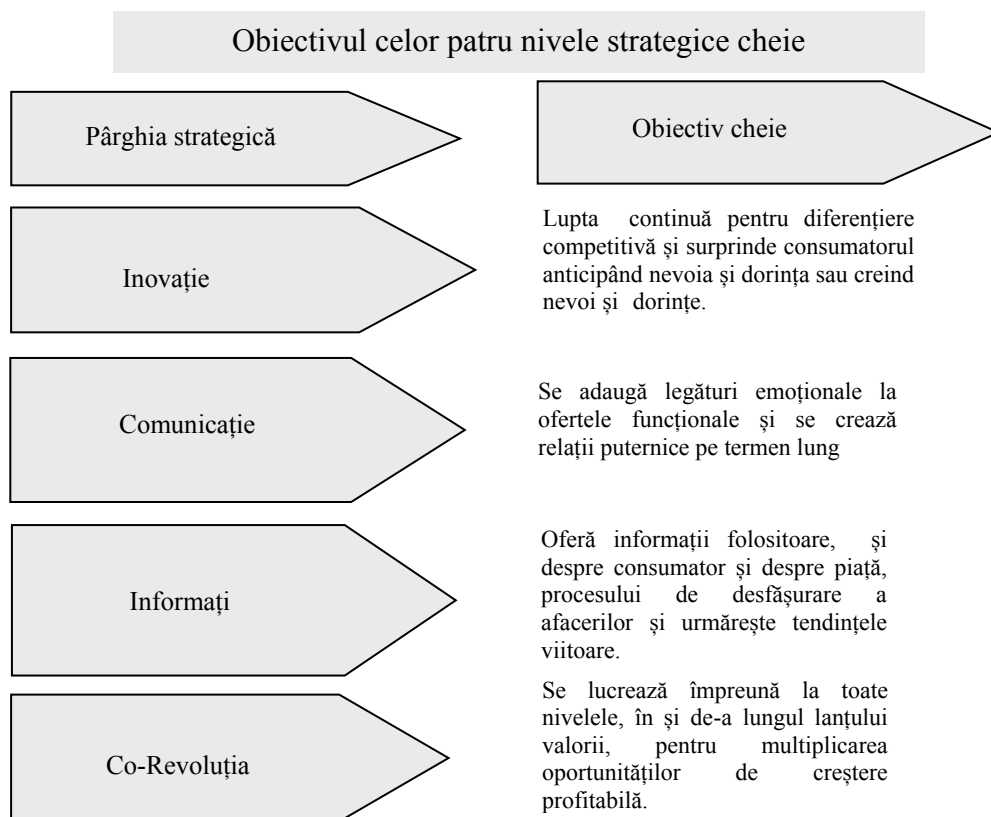 Obiectivul celor patru nivele strategice cheie
Pârghia strategică
Obiectiv cheie
Inovație
Lupta continuă pentru diferențiere
competitivă și surprinde consumatorul
anticipând nevoia și dorința sau creind
nevoi și dorințe.
Comunicație
Se adaugă legături emoționale la
ofertele funcționale și se crează
relații puternice pe termen lung
Informați
Oferă informații folositoare, și
despre consumator și despre piață,
procesului de desfășurare a
afacerilor și urmărește tendințele
viitoare.
Co-Revoluția
Se lucrează împreună la toate
nivelele, în și de-a lungul lanțului
valorii, pentru multiplicarea
oportunităților de creștere
profitabilă.